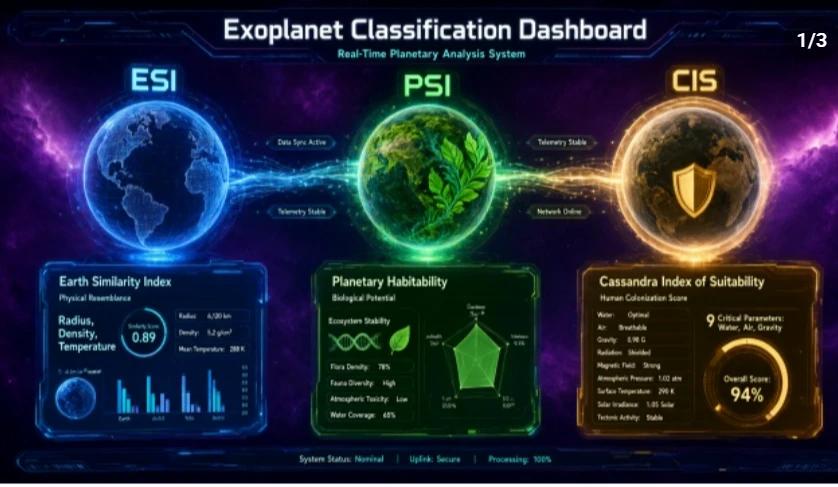 Exoplanet Classification Dashboard
1/3
Real-Time Planetary Analysis System
ESI
PSI
CIS
Data Sync Active
Telemetry Stable
Telemetry Stable
Network Online
Earth Similarity Index
Physical Resemblance
Radius,
Density,
Temperature
Similarity Score
0.89
Radius: 6,120 km
Density: 5.2 g/cm³
Mean Temperature: 288 K
Earth
Planetary Habitability
Biological Potential
Ecosystem Stability
Flora Density: 78%
Fauna Diversity: High
Atmospheric Toxicity: Low
Water Coverage: 65%
Cassandra Index of Suitability
Human Colonization Score
Water: Optimal
Air: Breathable
Gravity: 0.98 G
Radiation: Shielded
Magnetic Field: Strong
Atmospheric Pressure: 1.02 atm
Surface Temperature: 290 K
Solar Irradiance: 1.05 Solar
Tectonic Activity: Stable
9 Critical Parameters:
Water, Air, Gravity
Overall Score:
94%
System Status: Nominal | Uplink: Secure | Processing: 100%